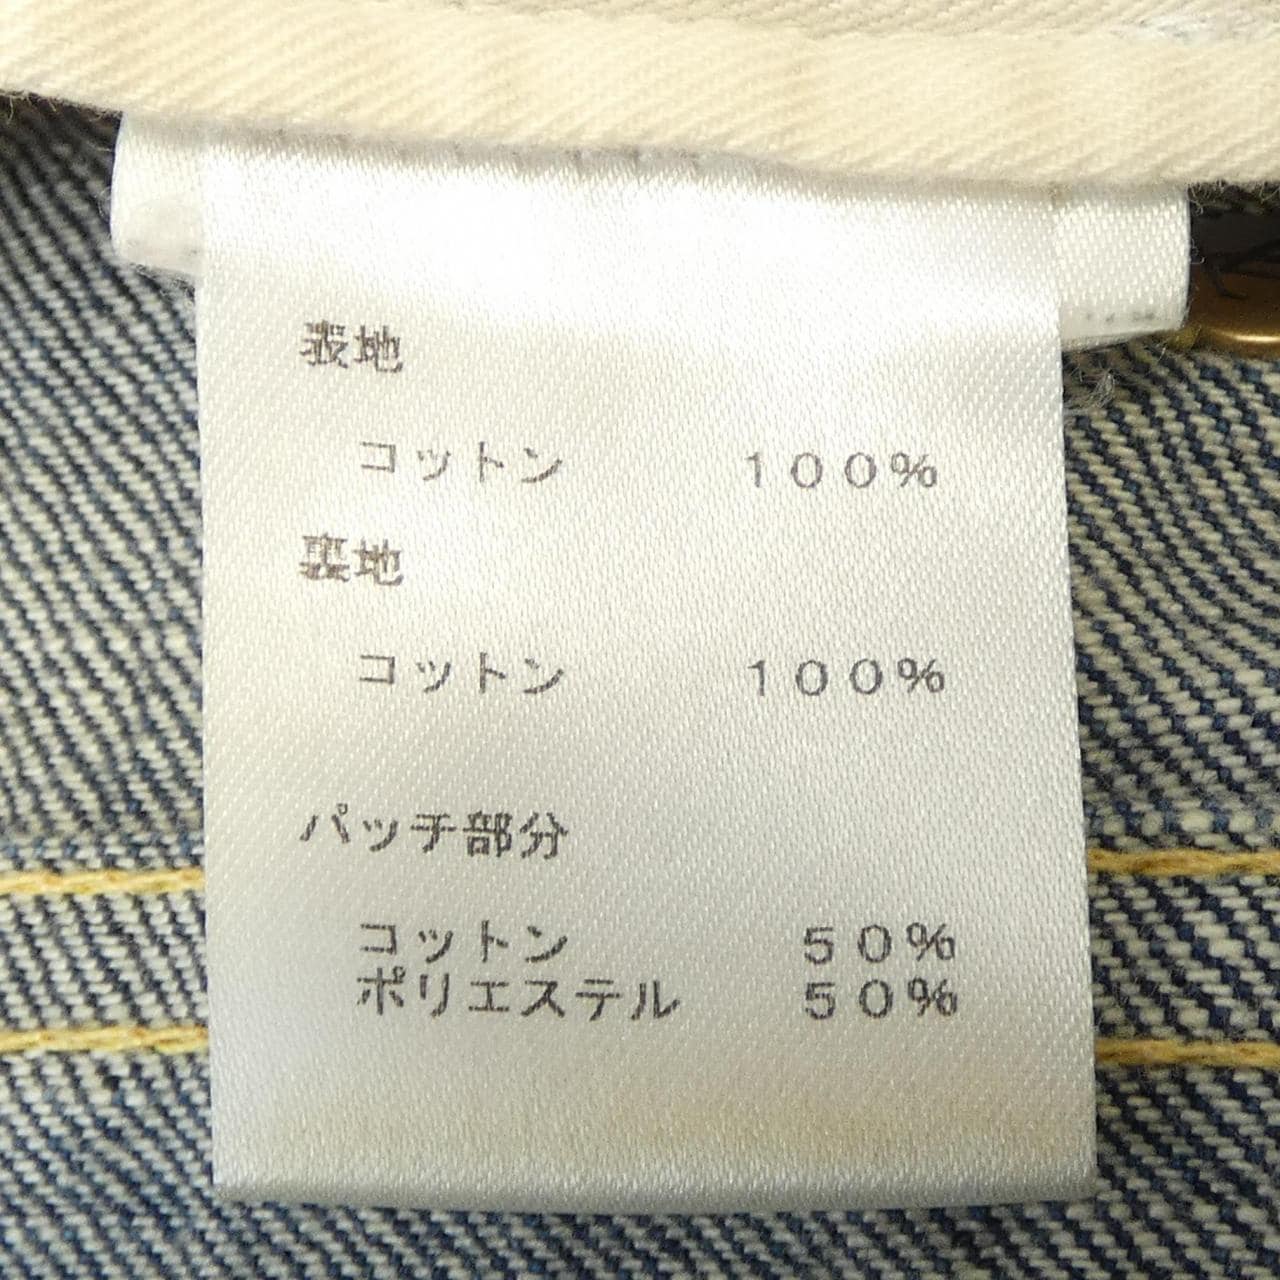 表地
コットン １００％
裏地
コットン １００％
パッチ部分
コットン ５０％
ポリエステル ５０％